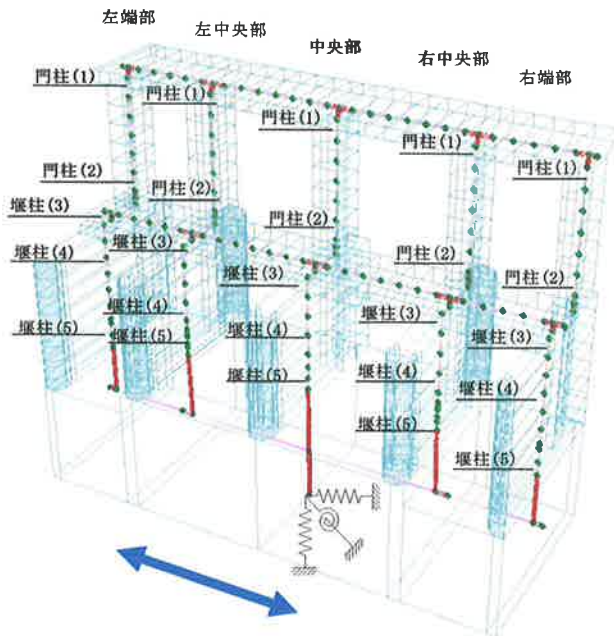 左端部
左中央部
中央部
右中央部
右端部
門柱(1)
門柱(1)
門柱(1)
門柱(1)
門柱(1)
門柱(2)
門柱(2)
門柱(2)
門柱(2)
門柱(2)
堰柱(3)
堰柱(3)
堰柱(3)
堰柱(3)
堰柱(3)
堰柱(4)
堰柱(4)
堰柱(4)
堰柱(4)
堰柱(4)
堰柱(5)
堰柱(5)
堰柱(5)
堰柱(5)
堰柱(5)